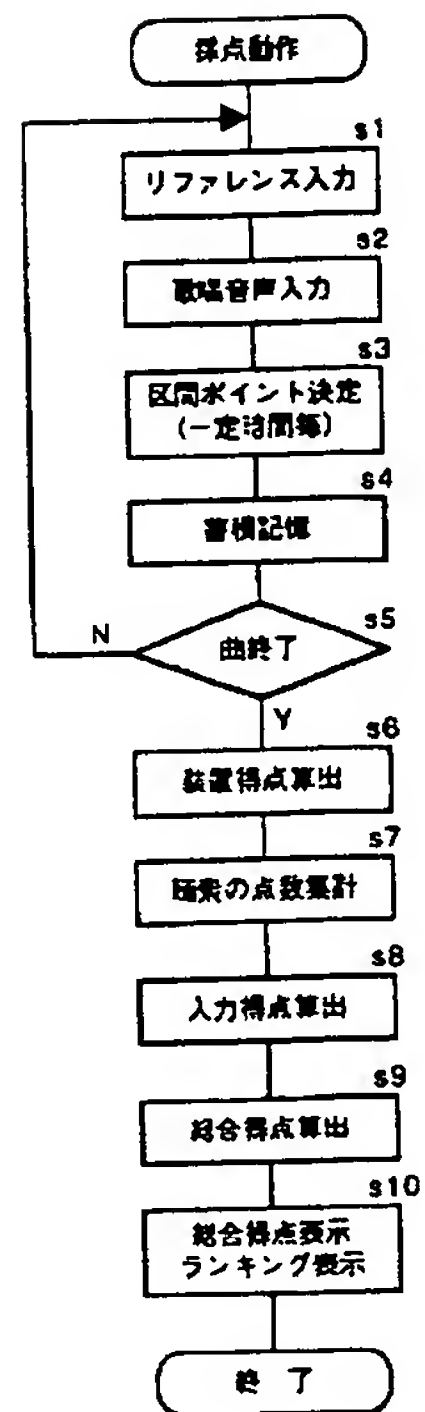 採点動作
s1
リファレンス入力
s2
歌唱音声入力
s3
区間ポイント決定
(一定時間毎)
s4
蓄積記憶
s5
曲終了
N
Y
s6
装置得点算出
s7
の点数集計
s8
入力得点算出
s9
総合得点算出
s10
総合得点表示
ランキング表示
終 了